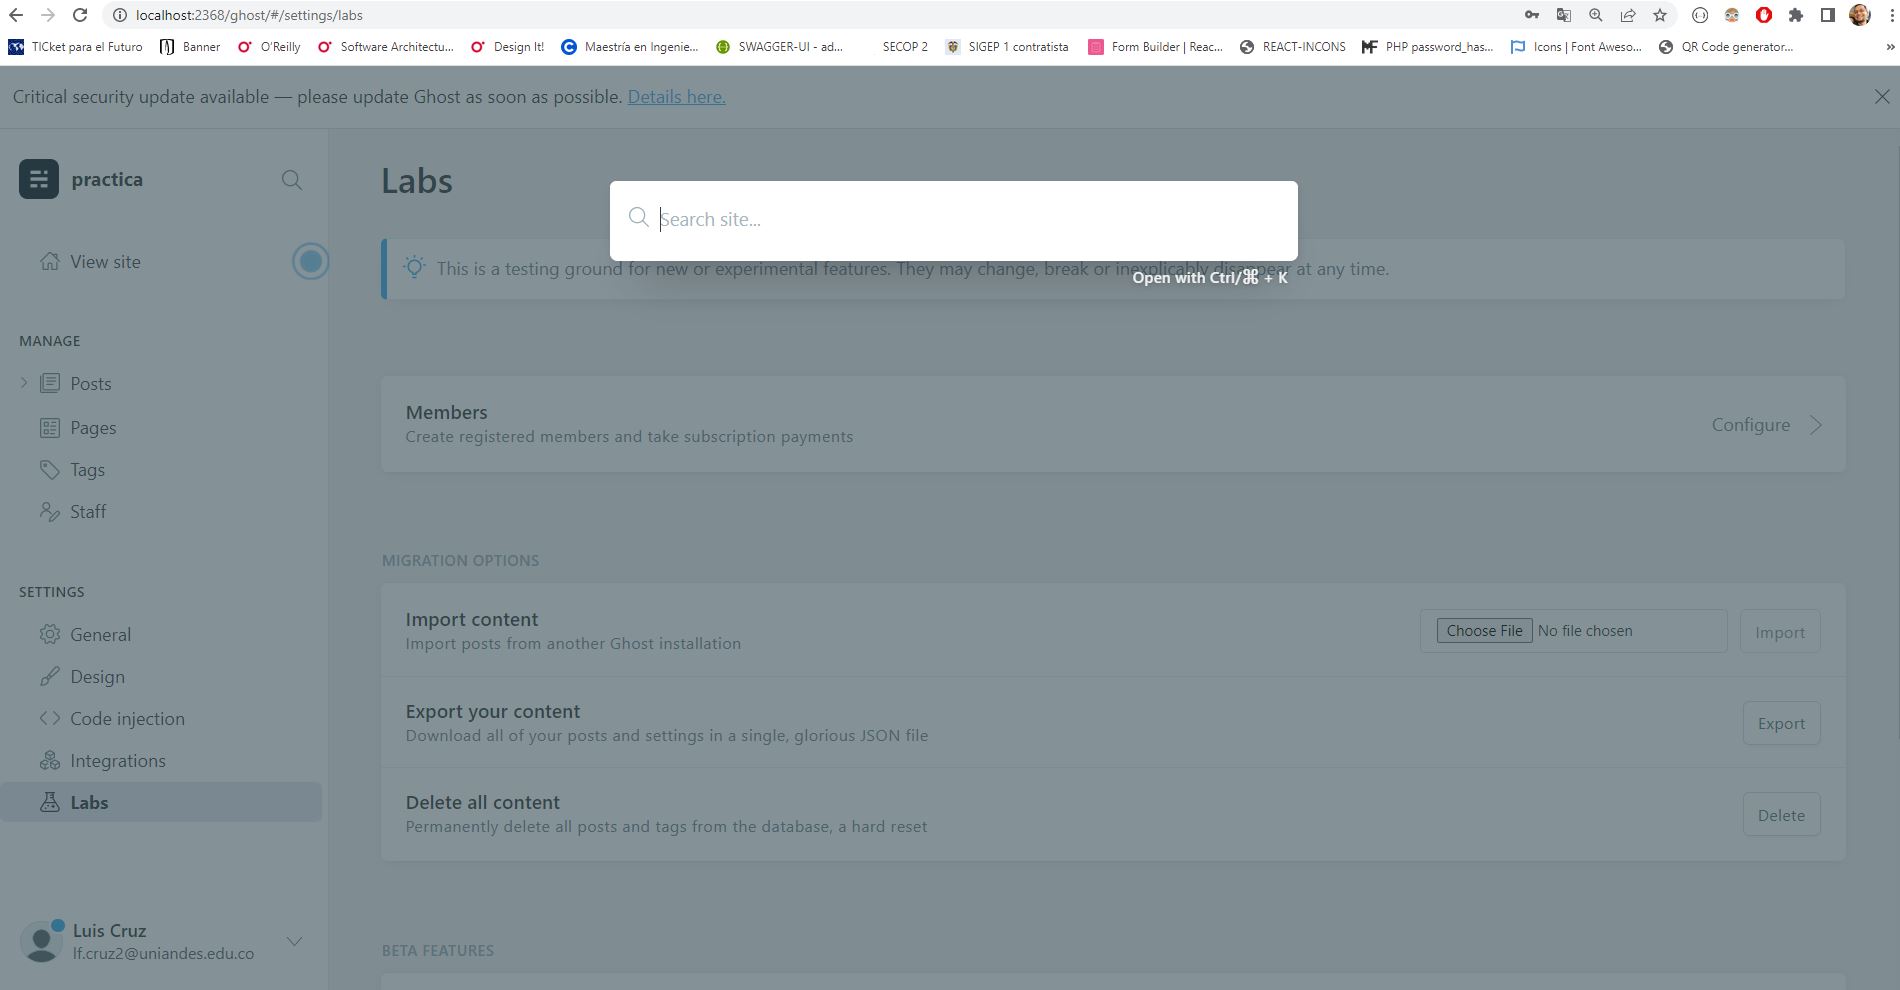 localhost:2368/ghost/#/settings/labs
TICket para el Futuro
Banner
O'Reilly
Software Architectu...
Design It!
Maestría en Ingenie...
SWAGGER-UI - ad...
SECOP 2
SIGEP 1 contratista
Form Builder | Reac...
REACT-INCONS
PHP password_has...
Icons | Font Aweso...
QR Code generator...
»
Critical security update available — please update Ghost as soon as possible. Details here.
practica
View site
MANAGE
Posts
Pages
Tags
Staff
SETTINGS
General
Design
Code injection
Integrations
Labs
Luis Cruz
lf.cruz2@uniandes.edu.co
Labs
Search site...
Open with Ctrl/⌘ + K
This is a testing ground for new or experimental features. They may change, break or inexplicably disappear at any time.
Members
Create registered members and take subscription payments
Configure
MIGRATION OPTIONS
Import content
Import posts from another Ghost installation
Choose File No file chosen
Import
Export your content
Download all of your posts and settings in a single, glorious JSON file
Export
Delete all content
Permanently delete all posts and tags from the database, a hard reset
Delete
BETA FEATURES